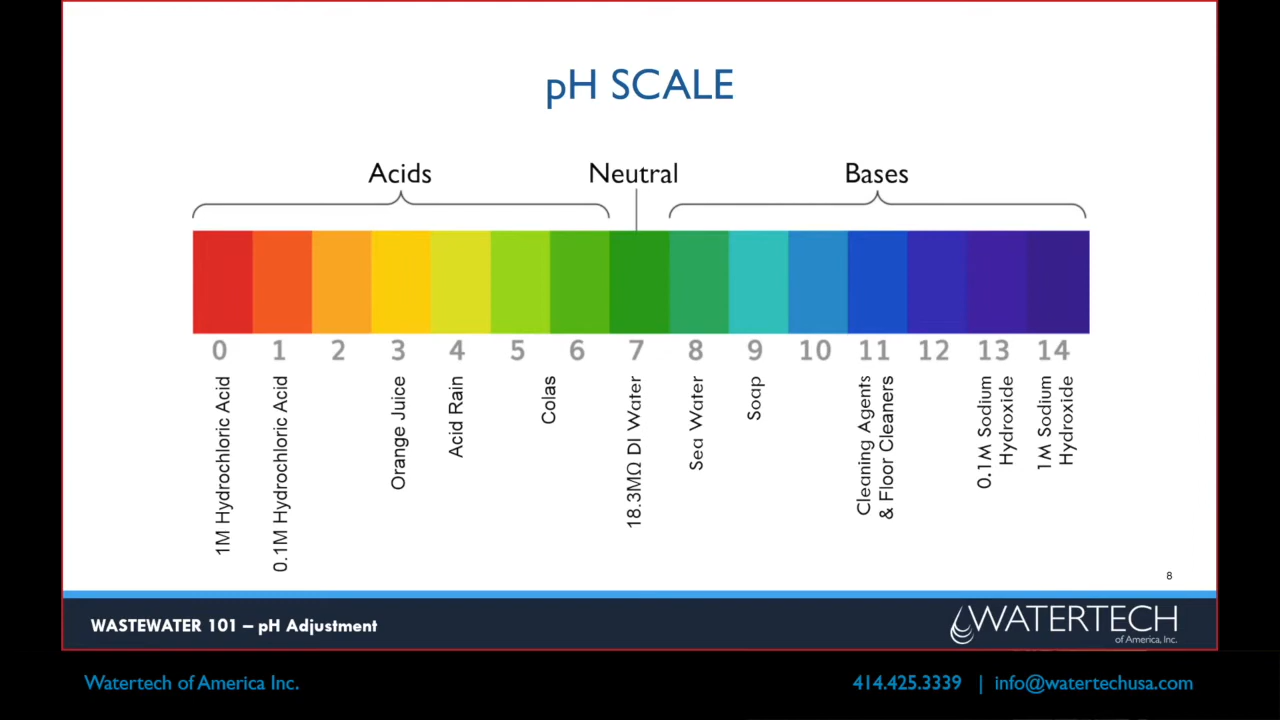 pH SCALE
Acids
Neutral
Bases
0 1 2 3 4 5 6 7 8 9 10 11 12 13 14
1M Hydrochloric Acid
0.1M Hydrochloric Acid
Orange Juice
Acid Rain
Colas
18.3MΩ DI Water
Sea Water
Soap
Cleaning Agents
& Floor Cleaners
0.1M Sodium
Hydroxide
1M Sodium
Hydroxide
8
WASTEWATER 101 – pH Adjustment
WATERTECH
of America, Inc.
Watertech of America Inc.
414.425.3339 | info@watertechusa.com